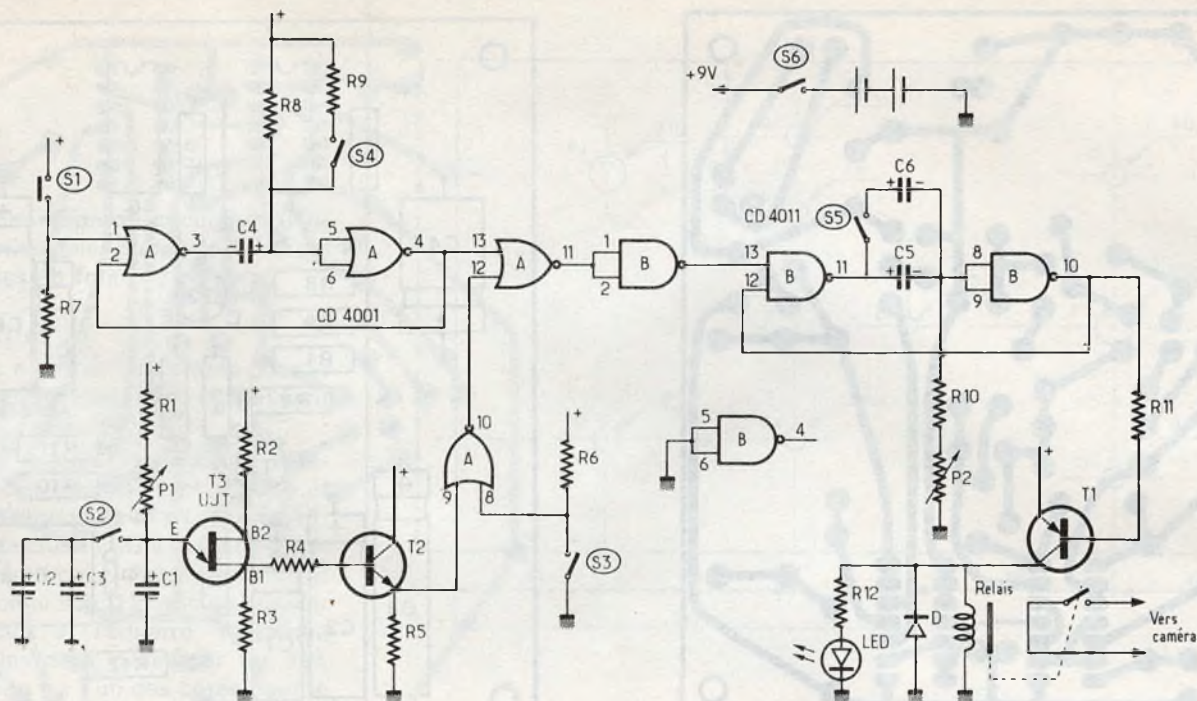 +
R9
R8
S4
+
S1
1
2
A
3
C4
- +
5
6
A
4
R7
CD 4001
13
12
A
11
1
2
B
+9V
S6
CD 4011
S5
C6
+ -
13
12
B
11
C5
+ -
8
9
B
10
R10
P2
R11
+
T1
R1
P1
S2
E
T3
UJT
+
R2
B2
B1
R4
R3
C3
+
C1
+
+
T2
R5
10
A
9
8
+
R6
S3
5
6
B
4
R12
LED
D
Relais
Vers
caméra